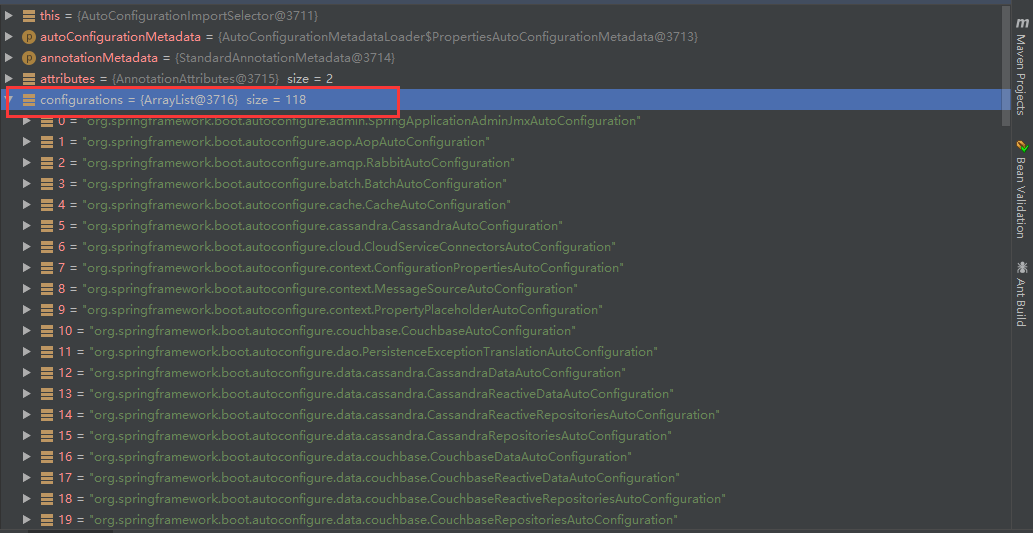 this = {AutoConfigurationImportSelector@3711}
autoConfigurationMetadata = {AutoConfigurationMetadataLoader$PropertiesAutoConfigurationMetadata@3713}
annotationMetadata = {StandardAnnotationMetadata@3714}
attributes = {AnnotationAttributes@3715} size = 2
configurations = {ArrayList@3716} size = 118
0 = "org.springframework.boot.autoconfigure.admin.SpringApplicationAdminJmxAutoConfiguration"
1 = "org.springframework.boot.autoconfigure.aop.AopAutoConfiguration"
2 = "org.springframework.boot.autoconfigure.amqp.RabbitAutoConfiguration"
3 = "org.springframework.boot.autoconfigure.batch.BatchAutoConfiguration"
4 = "org.springframework.boot.autoconfigure.cache.CacheAutoConfiguration"
5 = "org.springframework.boot.autoconfigure.cassandra.CassandraAutoConfiguration"
6 = "org.springframework.boot.autoconfigure.cloud.CloudServiceConnectorsAutoConfiguration"
7 = "org.springframework.boot.autoconfigure.context.ConfigurationPropertiesAutoConfiguration"
8 = "org.springframework.boot.autoconfigure.context.MessageSourceAutoConfiguration"
9 = "org.springframework.boot.autoconfigure.context.PropertyPlaceholderAutoConfiguration"
10 = "org.springframework.boot.autoconfigure.couchbase.CouchbaseAutoConfiguration"
11 = "org.springframework.boot.autoconfigure.dao.PersistenceExceptionTranslationAutoConfiguration"
12 = "org.springframework.boot.autoconfigure.data.cassandra.CassandraDataAutoConfiguration"
13 = "org.springframework.boot.autoconfigure.data.cassandra.CassandraReactiveDataAutoConfiguration"
14 = "org.springframework.boot.autoconfigure.data.cassandra.CassandraReactiveRepositoriesAutoConfiguration"
15 = "org.springframework.boot.autoconfigure.data.cassandra.CassandraRepositoriesAutoConfiguration"
16 = "org.springframework.boot.autoconfigure.data.couchbase.CouchbaseDataAutoConfiguration"
17 = "org.springframework.boot.autoconfigure.data.couchbase.CouchbaseReactiveDataAutoConfiguration"
18 = "org.springframework.boot.autoconfigure.data.couchbase.CouchbaseReactiveRepositoriesAutoConfiguration"
19 = "org.springframework.boot.autoconfigure.data.couchbase.CouchbaseRepositoriesAutoConfiguration"
m Maven Projects
Bean Validation
Ant Build